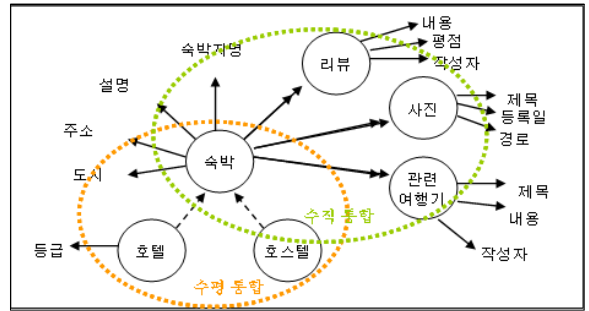 내용
평점
작성자
숙박지명
리뷰
설명
사진
제목
등록일
경로
주소
숙박
도시
관련
여행기
제목
내용
작성자
수직 통합
등급
호텔
호스텔
수평 통합